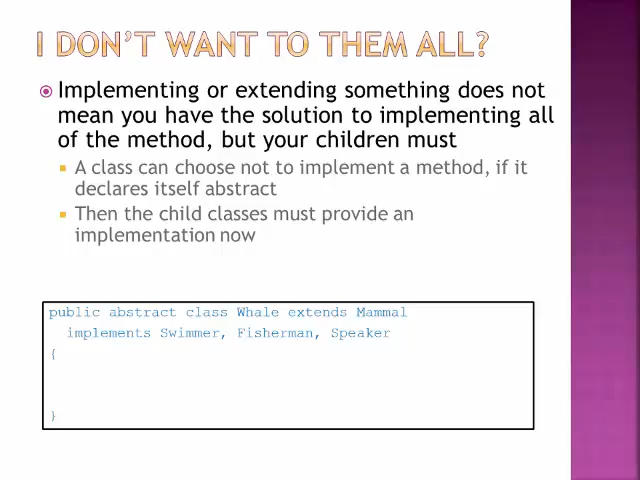 I DON'T WANT TO THEM ALL?
Implementing or extending something does not
mean you have the solution to implementing all
of the method, but your children must
A class can choose not to implement a method, if it
declares itself abstract
Then the child classes must provide an
implementation now
public abstract class Whale extends Mammal
implements Swimmer, Fisherman, Speaker
{
}